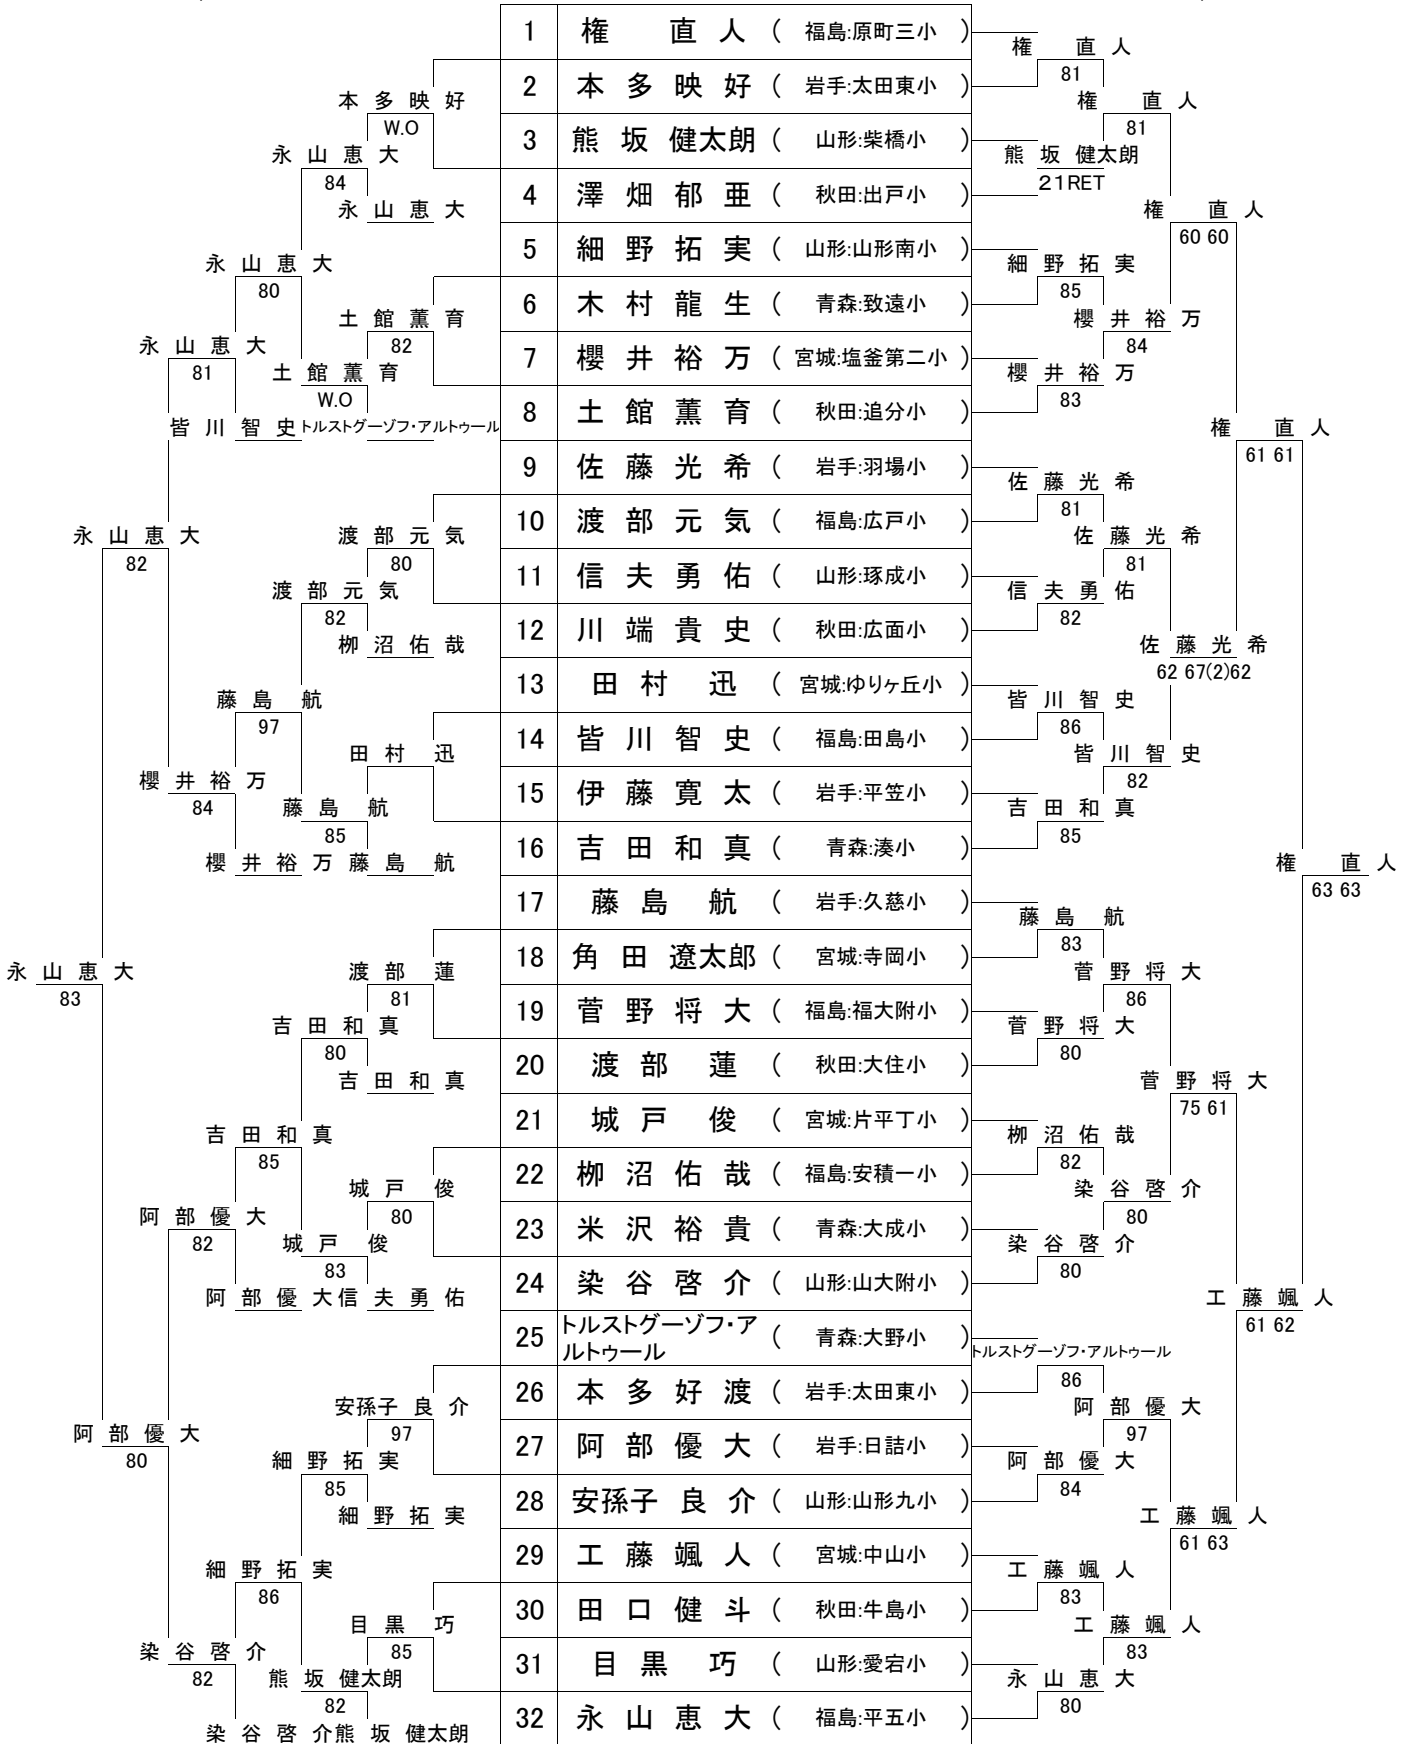 1 権 直 人 ( 福島:原町三小 )
2 本 多 映 好 ( 岩手:太田東小 )
3 熊 坂 健太朗 ( 山形:柴橋小 )
4 澤 畑 郁 亜 ( 秋田:出戸小 )
5 細 野 拓 実 ( 山形:山形南小 )
6 木 村 龍 生 ( 青森:致遠小 )
7 櫻 井 裕 万 ( 宮城:塩釜第二小 )
8 土 館 薫 育 ( 秋田:追分小 )
9 佐 藤 光 希 ( 岩手:羽場小 )
10 渡 部 元 気 ( 福島:広戸小 )
11 信 夫 勇 佑 ( 山形:琢成小 )
12 川 端 貴 史 ( 秋田:広面小 )
13 田 村 迅 ( 宮城:ゆりヶ丘小 )
14 皆 川 智 史 ( 福島:田島小 )
15 伊 藤 寛 太 ( 岩手:平笠小 )
16 吉 田 和 真 ( 青森:湊小 )
17 藤 島 航 ( 岩手:久慈小 )
18 角 田 遼太郎 ( 宮城:寺岡小 )
19 菅 野 将 大 ( 福島:福大附小 )
20 渡 部 蓮 ( 秋田:大住小 )
21 城 戸 俊 ( 宮城:片平丁小 )
22 柳 沼 佑 哉 ( 福島:安積一小 )
23 米 沢 裕 貴 ( 青森:大成小 )
24 染 谷 啓 介 ( 山形:山大附小 )
25 トルストグーゾフ・ア ( 青森:大野小 )
ルトゥール
26 本 多 好 渡 ( 岩手:太田東小 )
27 阿 部 優 大 ( 岩手:日詰小 )
28 安孫子 良 介 ( 山形:山形九小 )
29 工 藤 颯 人 ( 宮城:中山小 )
30 田 口 健 斗 ( 秋田:牛島小 )
31 目 黒 巧 ( 山形:愛宕小 )
32 永 山 恵 大 ( 福島:平五小 )
権 直 人
81
熊 坂 健太朗
21RET
細 野 拓 実
85
櫻 井 裕 万
83
佐 藤 光 希
81
信 夫 勇 佑
82
皆 川 智 史
86
吉 田 和 真
85
藤 島 航
83
菅 野 将 大
80
柳 沼 佑 哉
82
染 谷 啓 介
80
トルストグーゾフ・アルトゥール
86
阿 部 優 大
84
工 藤 颯 人
83
永 山 恵 大
80
権 直 人
81
櫻 井 裕 万
84
佐 藤 光 希
81
皆 川 智 史
82
菅 野 将 大
86
染 谷 啓 介
80
阿 部 優 大
97
工 藤 颯 人
83
権 直 人
60 60
佐 藤 光 希
62 67(2)62
菅 野 将 大
75 61
工 藤 颯 人
61 63
権 直 人
61 61
工 藤 颯 人
61 62
権 直 人
63 63
本 多 映 好
W.O
永 山 恵 大
土 館 薫 育
82
トルストグーゾフ・アルトゥール
渡 部 元 気
80
柳 沼 佑 哉
田 村 迅
藤 島 航
渡 部 蓮
81
吉 田 和 真
城 戸 俊
80
信 夫 勇 佑
安孫子 良 介
97
細 野 拓 実
目 黒 巧
85
熊 坂 健太朗
永 山 恵 大
84
土 館 薫 育
W.O
渡 部 元 気
82
藤 島 航
85
吉 田 和 真
80
城 戸 俊
83
細 野 拓 実
85
熊 坂 健太朗
82
永 山 恵 大
80
皆 川 智 史
藤 島 航
97
櫻 井 裕 万
吉 田 和 真
85
阿 部 優 大
細 野 拓 実
86
染 谷 啓 介
永 山 恵 大
81
櫻 井 裕 万
84
阿 部 優 大
82
染 谷 啓 介
82
永 山 恵 大
82
阿 部 優 大
80
永 山 恵 大
83